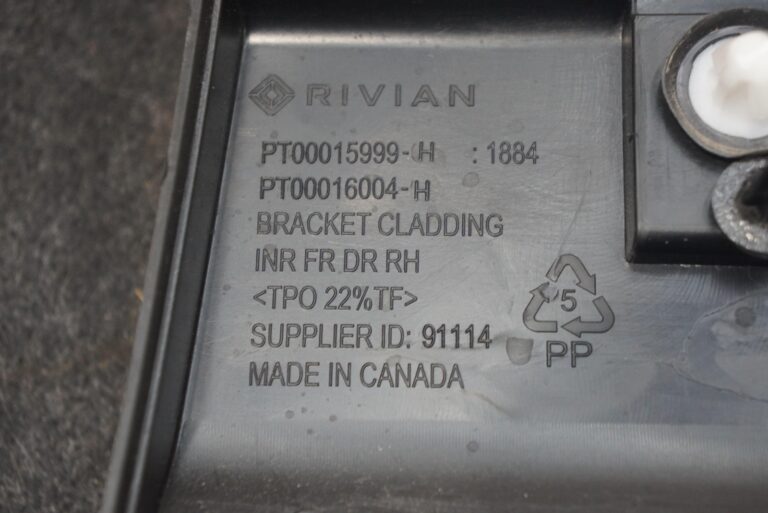 RIVIAN
PT00015999-H : 1884
PT00016004-H
BRACKET CLADDING
INR FR DR RH
<TPO 22%TF>
SUPPLIER ID: 91114
MADE IN CANADA
5
PP